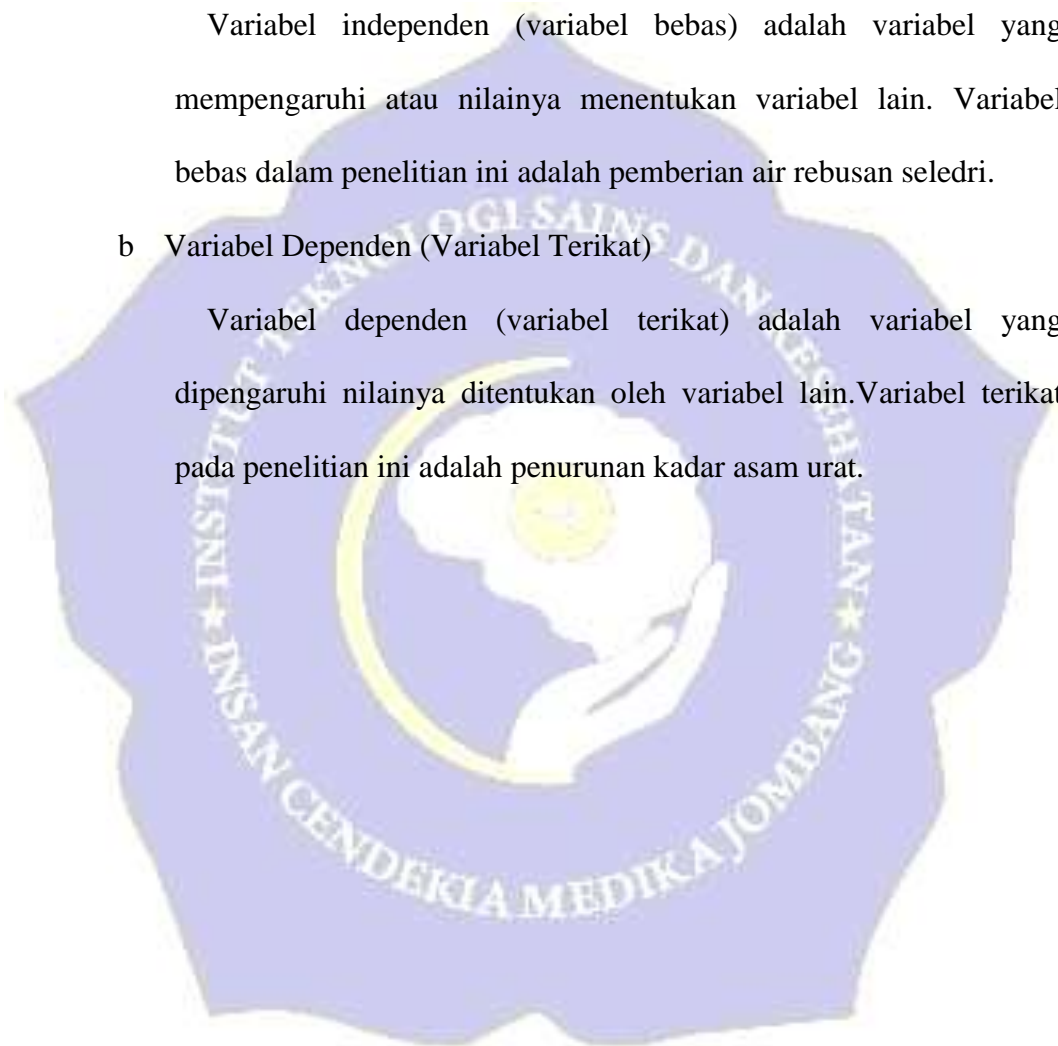 Variabel independen (variabel bebas) adalah variabel yang
mempengaruhi atau nilainya menentukan variabel lain. Variabel
bebas dalam penelitian ini adalah pemberian air rebusan seledri.
b Variabel Dependen (Variabel Terikat)
Variabel dependen (variabel terikat) adalah variabel yang
dipengaruhi nilainya ditentukan oleh variabel lain.Variabel terikat
pada penelitian ini adalah penurunan kadar asam urat.
INSTITUT TEKNOLOGI SAINS DAN KESEHATAN
★ INSAN CENDEKIA MEDIKA JOMBANG ★